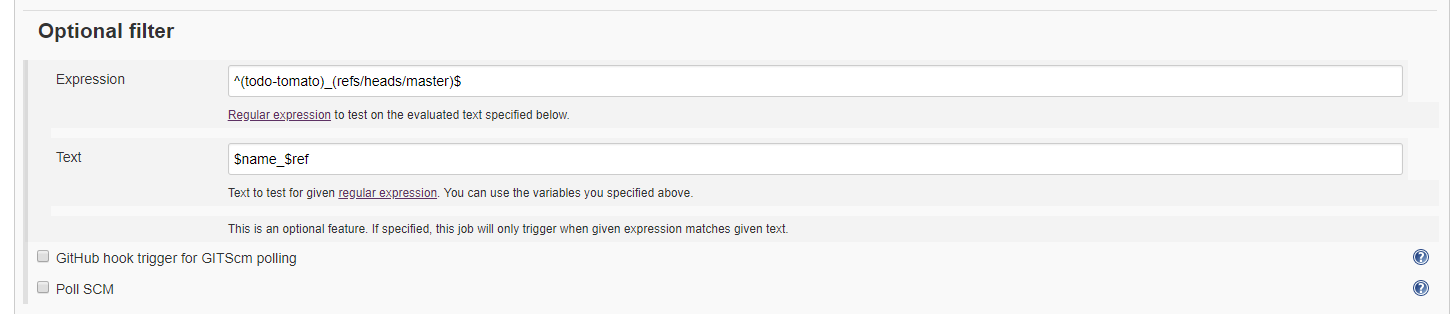 Optional filter
Expression
^(todo-tomato)_(refs/heads/master)$
Regular expression to test on the evaluated text specified below.
Text
$name_$ref
Text to test for given regular expression. You can use the variables you specified above.
This is an optional feature. If specified, this job will only trigger when given expression matches given text.
GitHub hook trigger for GITScm polling
?
Poll SCM
?